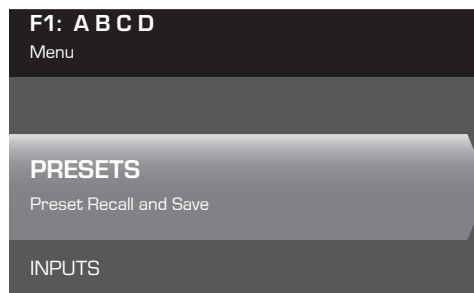 F1: A B C D
Menu
PRESETS
Preset Recall and Save
INPUTS